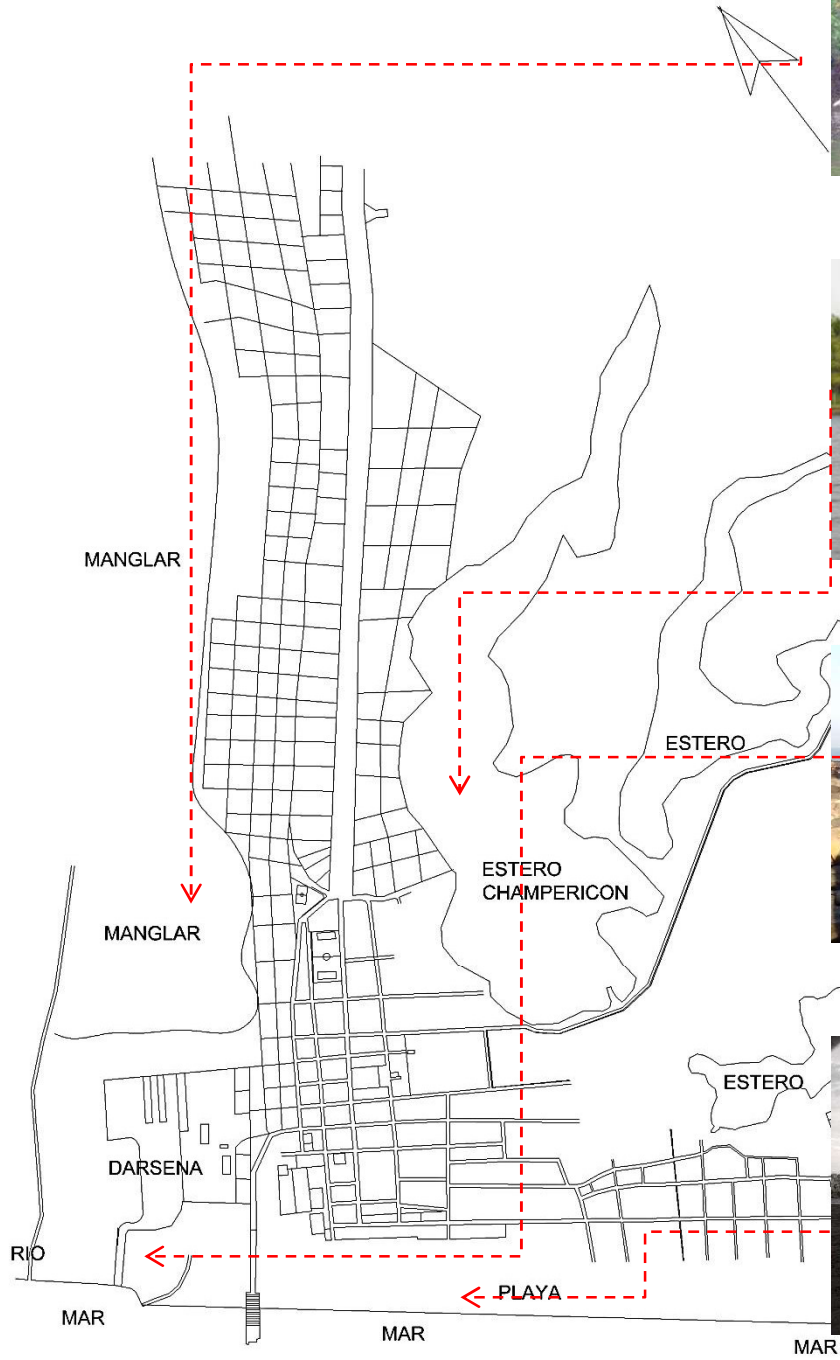 MANGLAR
ESTERO
ESTERO
CHAMPERICON
MANGLAR
ESTERO
DARSENA
RIO
PLAYA
MAR
MAR
MAR